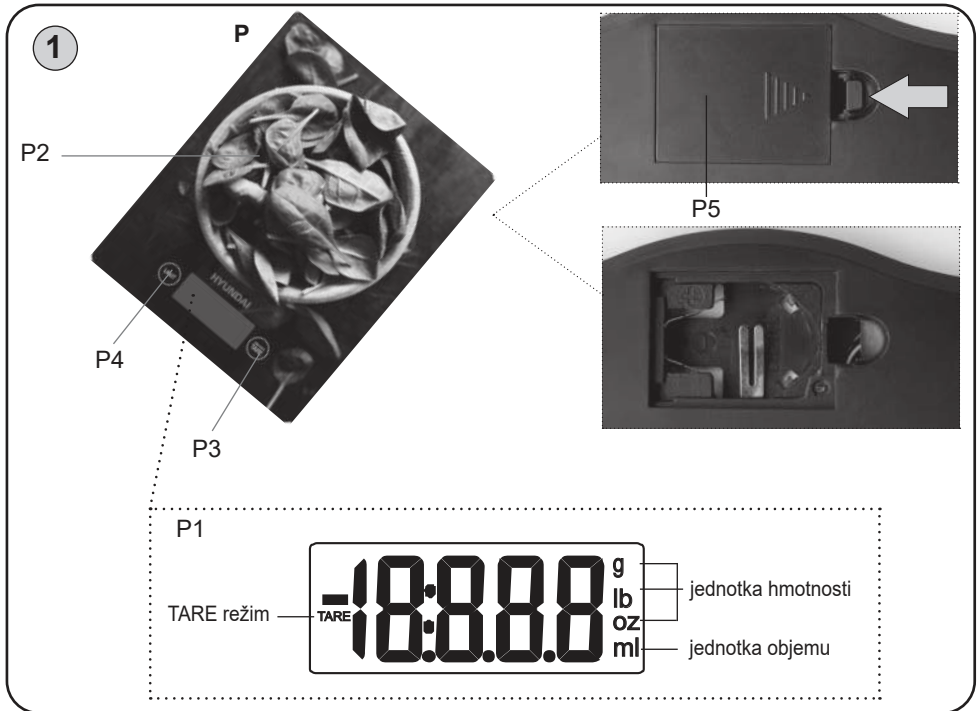 1
P
P2
HYUNDAI
P4
P3
P5
P1
TARE režim
TARE
18:8.8.8
g
lb
oz
ml
jednotka hmotnosti
jednotka objemu